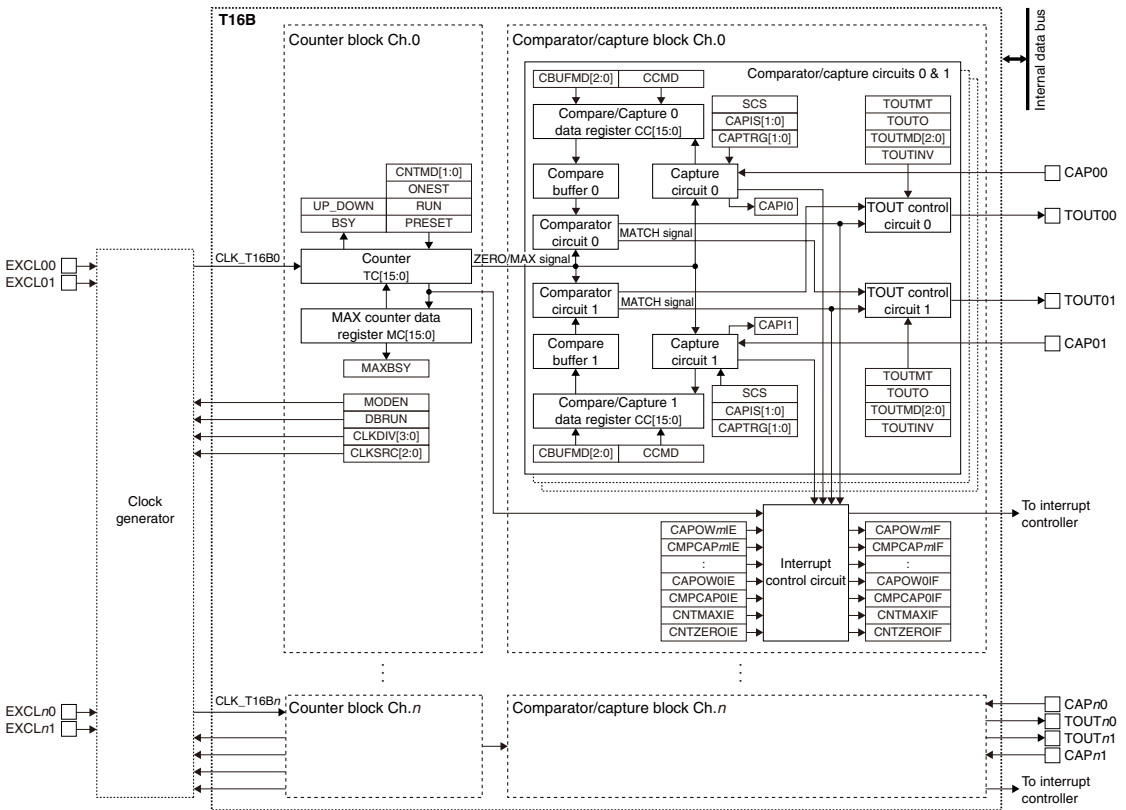 T16B
Counter block Ch.0
Comparator/capture block Ch.0
Internal data bus
Comparator/capture circuits 0 & 1
CBUFMD[2:0]
CCMD
Compare/Capture 0
data register CC[15:0]
SCS
CAPIS[1:0]
CAPTRG[1:0]
TOUTMT
TOUTO
TOUTMD[2:0]
TOUTINV
Compare
buffer 0
Capture
circuit 0
CAPI0
CAP00
TOUT control
circuit 0
TOUT00
CNTMD[1:0]
ONEST
UP_DOWN
RUN
BSY
PRESET
Comparator
circuit 0
MATCH signal
EXCL00
EXCL01
CLK_T16B0
Counter
TC[15:0]
ZERO/MAX signal
Comparator
circuit 1
MATCH signal
TOUT control
circuit 1
TOUT01
MAX counter data
register MC[15:0]
MAXBSY
Compare
buffer 1
Capture
circuit 1
CAPI1
CAP01
MODEN
DBRUN
CLKDIV[3:0]
CLKSRC[2:0]
Compare/Capture 1
data register CC[15:0]
SCS
CAPIS[1:0]
CAPTRG[1:0]
TOUTMT
TOUTO
TOUTMD[2:0]
TOUTINV
CBUFMD[2:0]
CCMD
Clock
generator
To interrupt
controller
CAPOWmIE
CMPCAPmIE
:
CAPOW0IE
CMPCAP0IE
CNTMAXIE
CNTZEROIE
Interrupt
control circuit
CAPOWmIF
CMPCAPmIF
:
CAPOW0IF
CMPCAP0IF
CNTMAXIF
CNTZEROIF
EXCLn0
EXCLn1
CLK_T16Bn
Counter block Ch.n
Comparator/capture block Ch.n
CAPn0
TOUTn0
TOUTn1
CAPn1
To interrupt
controller